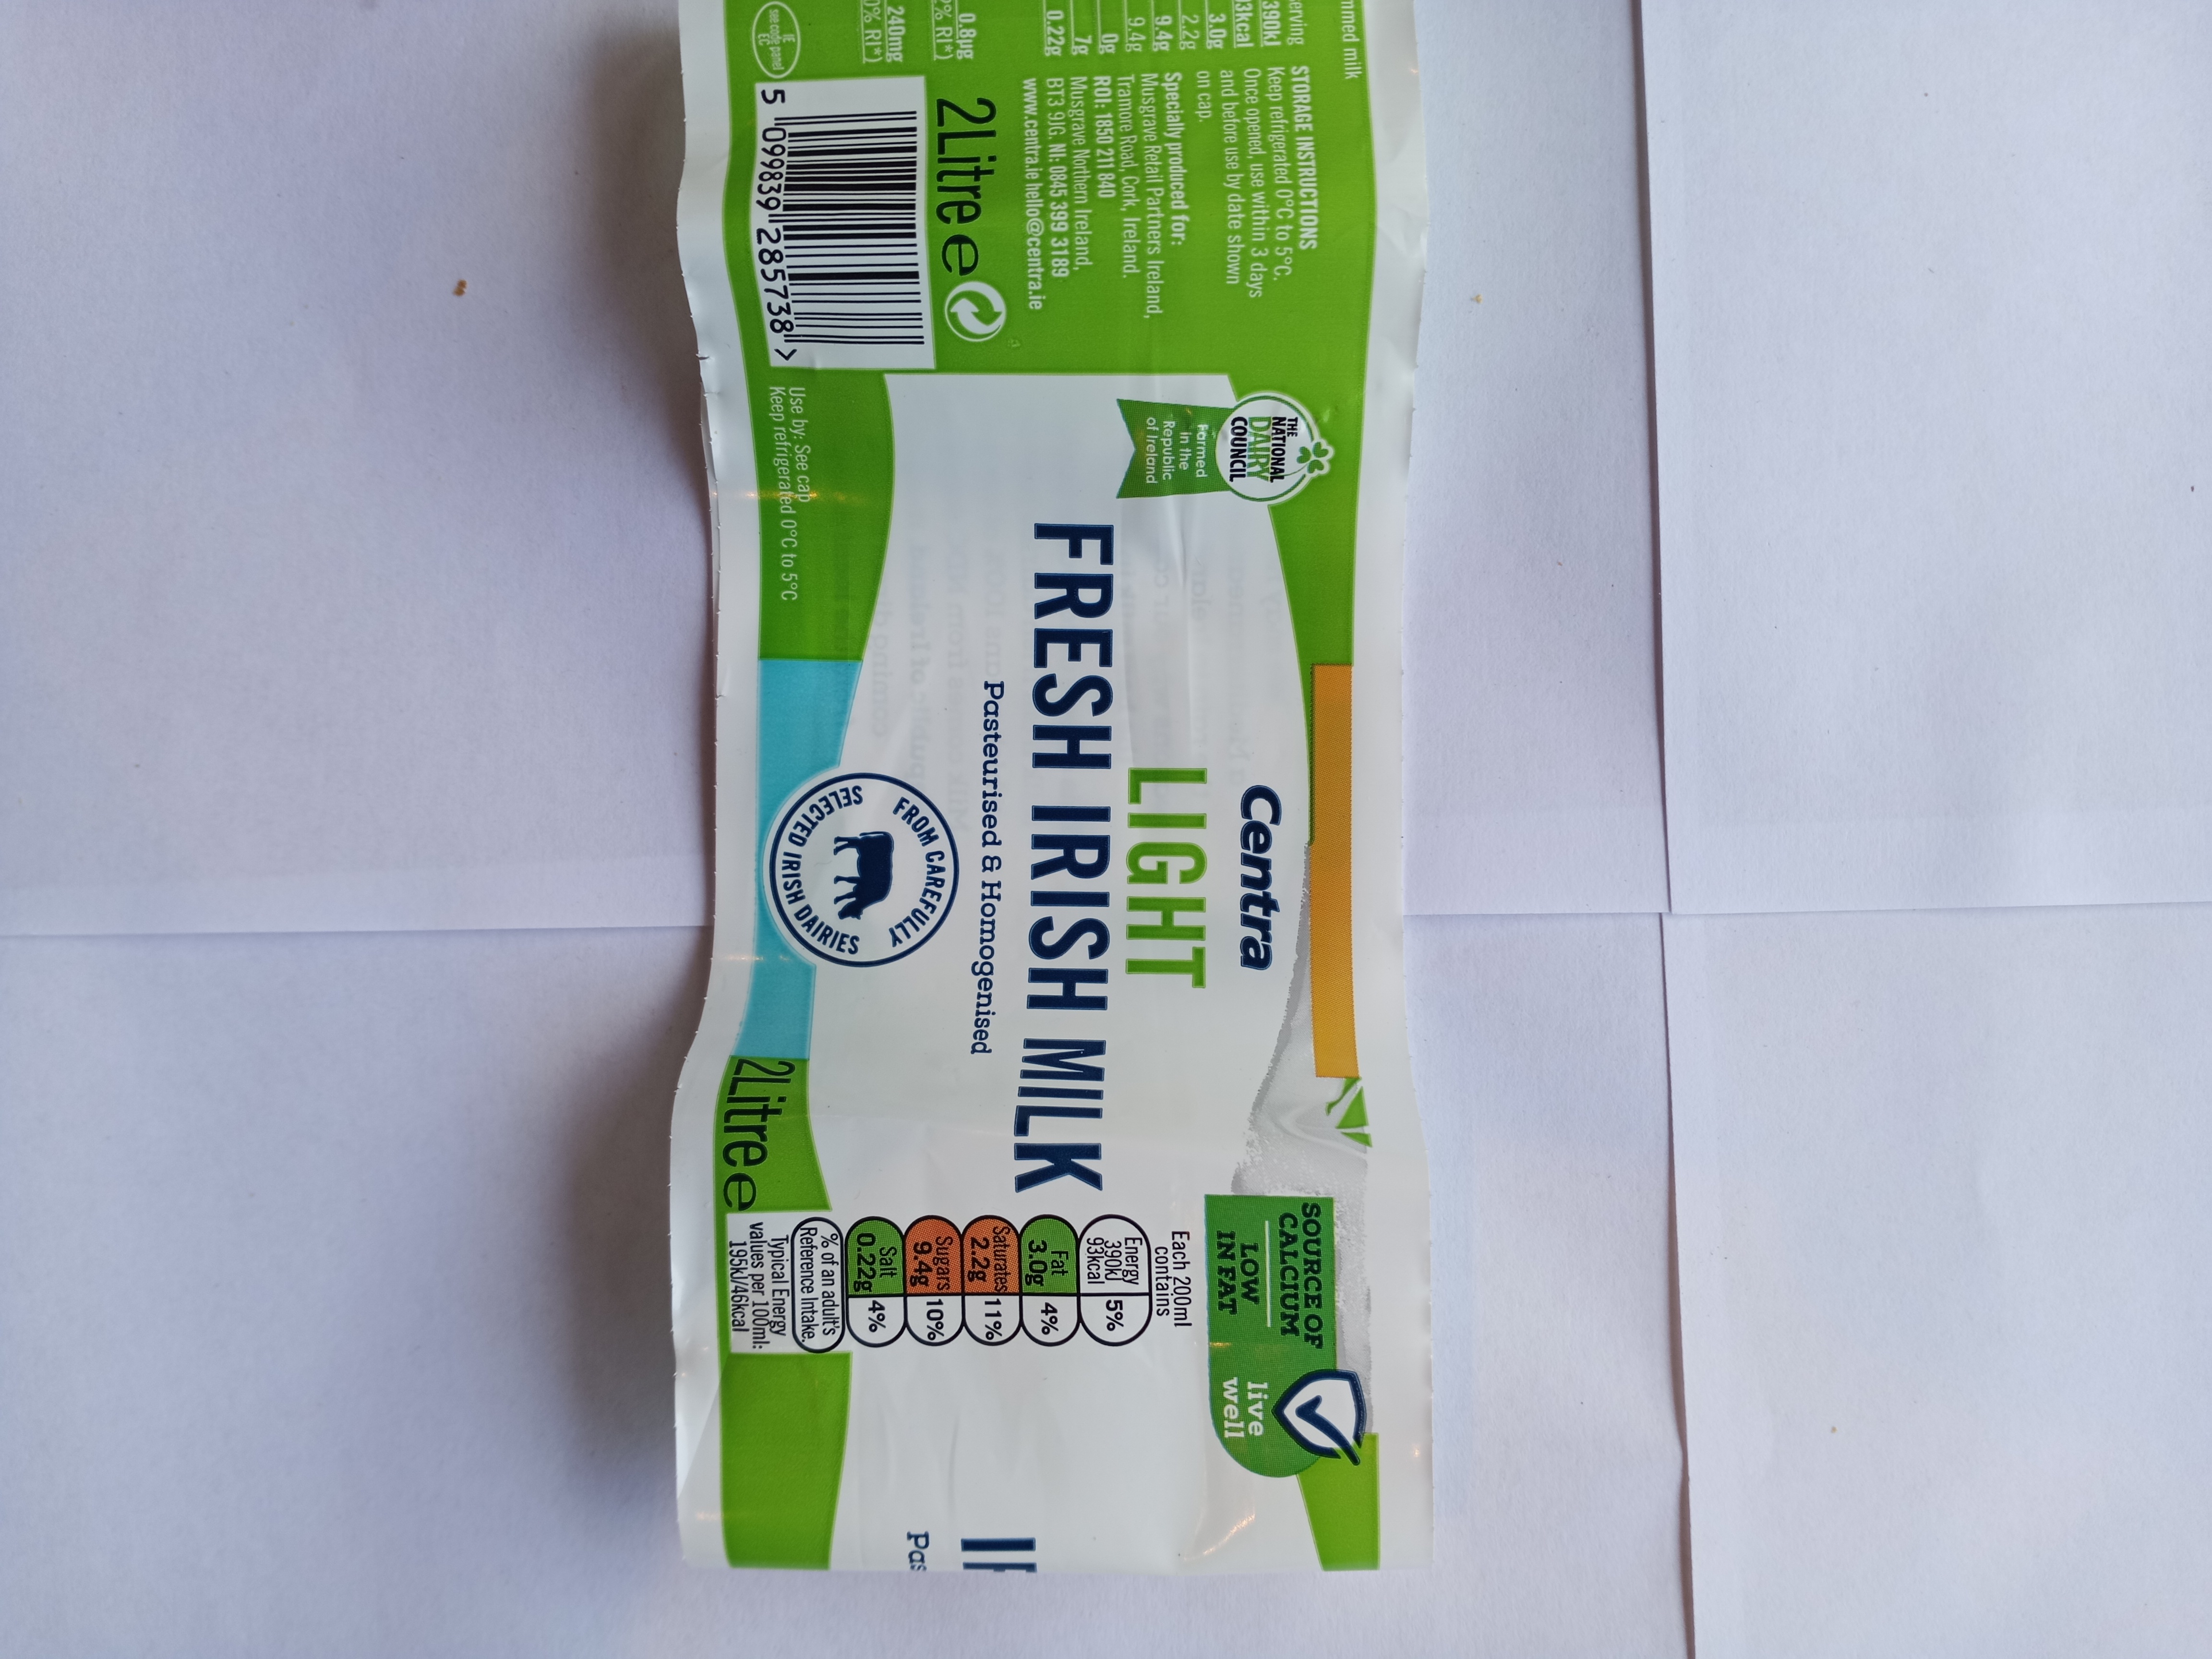 mmed milk
serving
390kJ
93kcal
3.0g
2.2g
9.4g
9.4g
0g
7g
0.22g
0.8µg
% RI*)
240mg
0% RI*)
IE
see code panel
EC
STORAGE INSTRUCTIONS
Keep refrigerated 0°C to 5°C.
Once opened, use within 3 days
and before use by date shown
on cap.
Specially produced for:
Musgrave Retail Partners Ireland,
Tramore Road, Cork, Ireland.
ROI: 1850 211 840
Musgrave Northern Ireland,
BT3 9JG. NI: 0845 399 3189
www.centra.ie hello@centra.ie
2Litre e
5 099839 285738 >
THE
NATIONAL
DAIRY
COUNCIL
Farmed
in the
Republic
of Ireland
Use by: See cap
Keep refrigerated 0°C to 5°C
Centra
LIGHT
FRESH IRISH MILK
Pasteurised & Homogenised
FROM CAREFULLY
SELECTED IRISH DAIRIES
2Litre e
SOURCE OF
CALCIUM
LOW
IN FAT
live
well
Each 200ml
contains
Energy
390kJ
93kcal
5%
Fat
3.0g
4%
Saturates
2.2g
11%
Sugars
9.4g
10%
Salt
0.22g
4%
% of an adult's
Reference Intake.
Typical Energy
values per 100ml:
195kJ/46kcal
Pas